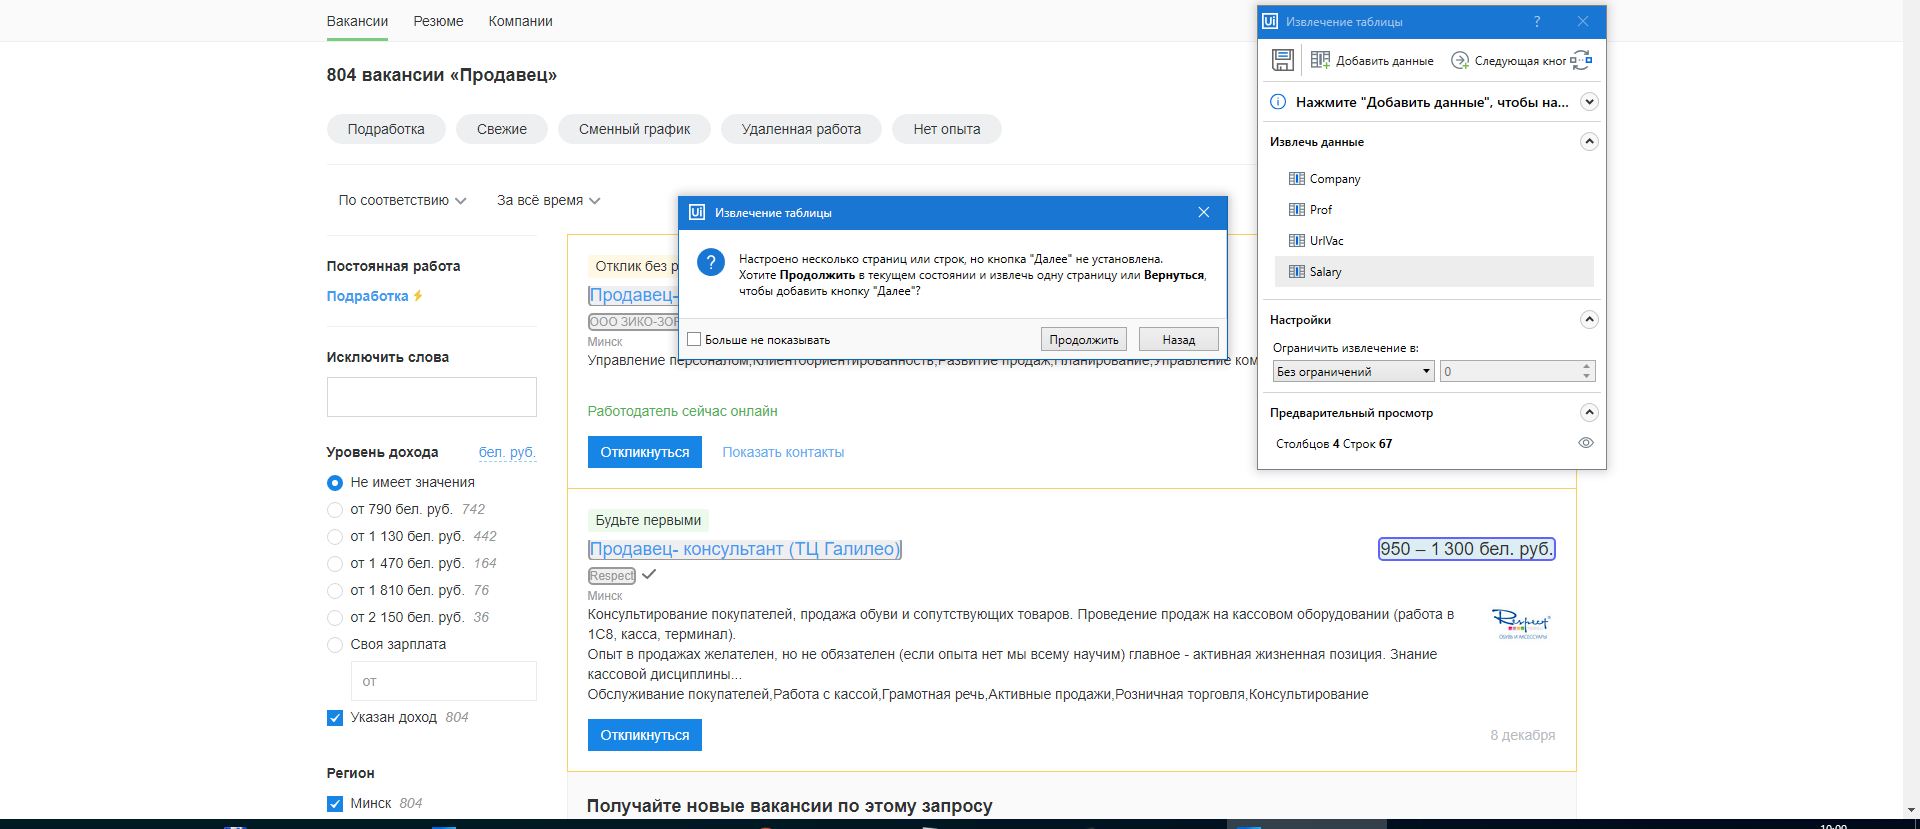 Вакансии Резюме Компании
804 вакансии «Продавец»
Подработка Свежие Сменный график Удаленная работа Нет опыта
По соответствию За всё время
Постоянная работа
Подработка
Исключить слова
Уровень дохода бел. руб.
Не имеет значения
от 790 бел. руб. 742
от 1 130 бел. руб. 442
от 1 470 бел. руб. 164
от 1 810 бел. руб. 76
от 2 150 бел. руб. 36
Своя зарплата
от
Указан доход 804
Регион
Минск 804
Отклик без р
Продавец-
ООО ЗИКО-ЗОР
Минск
Управление персоналом,Клиентоориентированность,Развитие продаж,Планирование,Управление ком
Работодатель сейчас онлайн
Откликнуться Показать контакты
Будьте первыми
Продавец- консультант (ТЦ Галилео) 950 – 1 300 бел. руб.
Respect
Минск
Консультирование покупателей, продажа обуви и сопутствующих товаров. Проведение продаж на кассовом оборудовании (работа в
1С8, касса, терминал).
Опыт в продажах желателен, но не обязателен (если опыта нет мы всему научим) главное - активная жизненная позиция. Знание
кассовой дисциплины...
Обслуживание покупателей,Работа с кассой,Грамотная речь,Активные продажи,Розничная торговля,Консультирование
Respect
ОБУВЬ И АКСЕССУАРЫ
Откликнуться 8 декабря
Получайте новые вакансии по этому запросу
Ui Извлечение таблицы
?
Настроено несколько страниц или строк, но кнопка "Далее" не установлена.
Хотите Продолжить в текущем состоянии и извлечь одну страницу или Вернуться,
чтобы добавить кнопку "Далее"?
Больше не показывать Продолжить Назад
Ui Извлечение таблицы ?
Добавить данные Следующая кног
Нажмите "Добавить данные", чтобы на...
Извлечь данные
Company
Prof
UrlVac
Salary
Настройки
Ограничить извлечение в:
Без ограничений 0
Предварительный просмотр
Столбцов 4 Строк 67